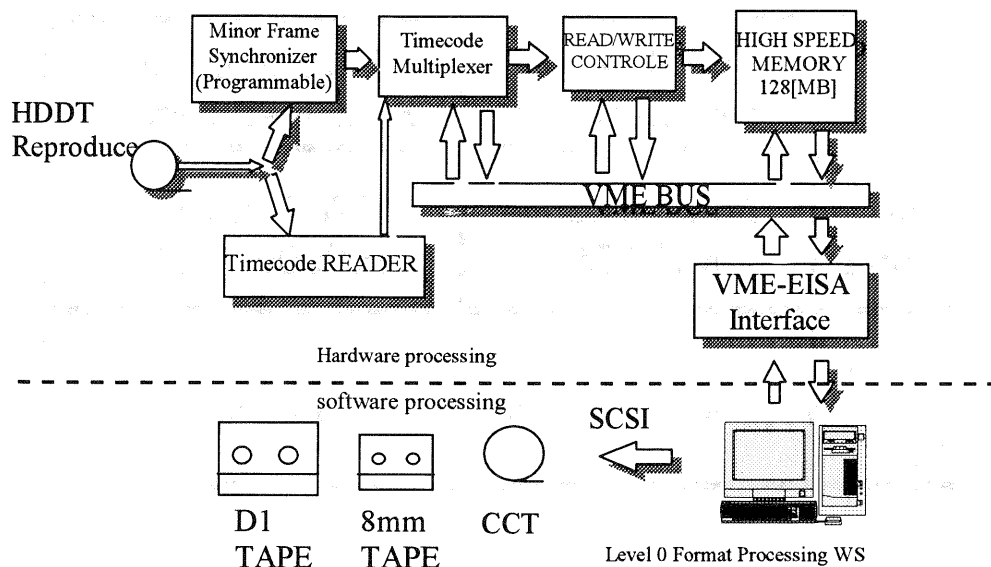 Minor Frame
Synchronizer
(Programmable)
Timecode
Multiplexer
READ/WRITE
CONTROLE
HIGH SPEED
MEMORY
128[MB]
HDDT
Reproduce
VME BUS
Timecode READER
VME-EISA
Interface
Hardware processing
software processing
SCSI
D1
TAPE
8mm
TAPE
CCT
Level 0 Format Processing WS